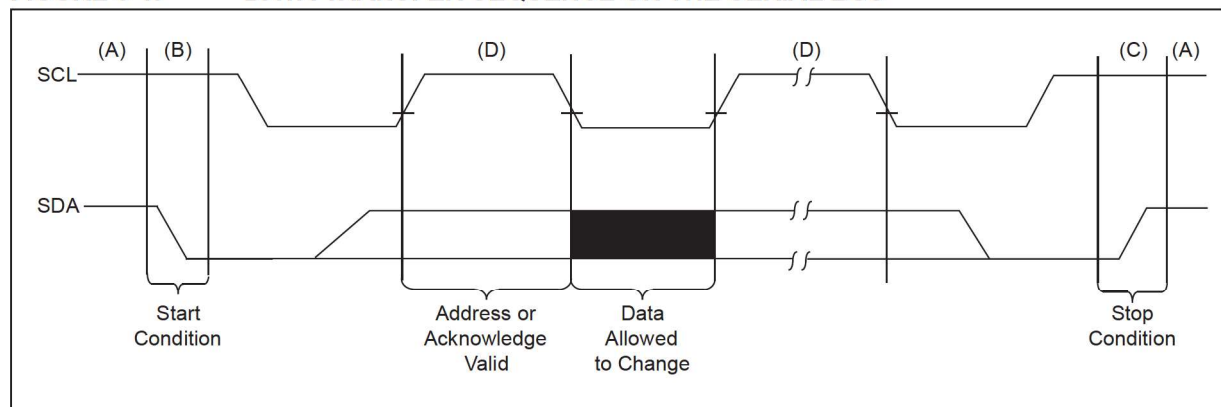 (A) (B) (D) (D) (C) (A)
SCL
SDA
Start
Condition
Address or
Acknowledge
Valid
Data
Allowed
to Change
Stop
Condition